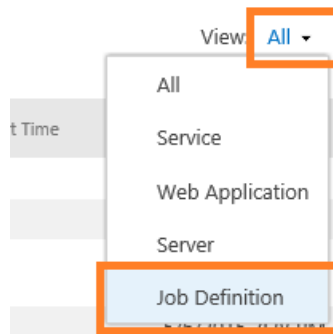 View: All
All
t Time
Service
Web Application
Server
Job Definition